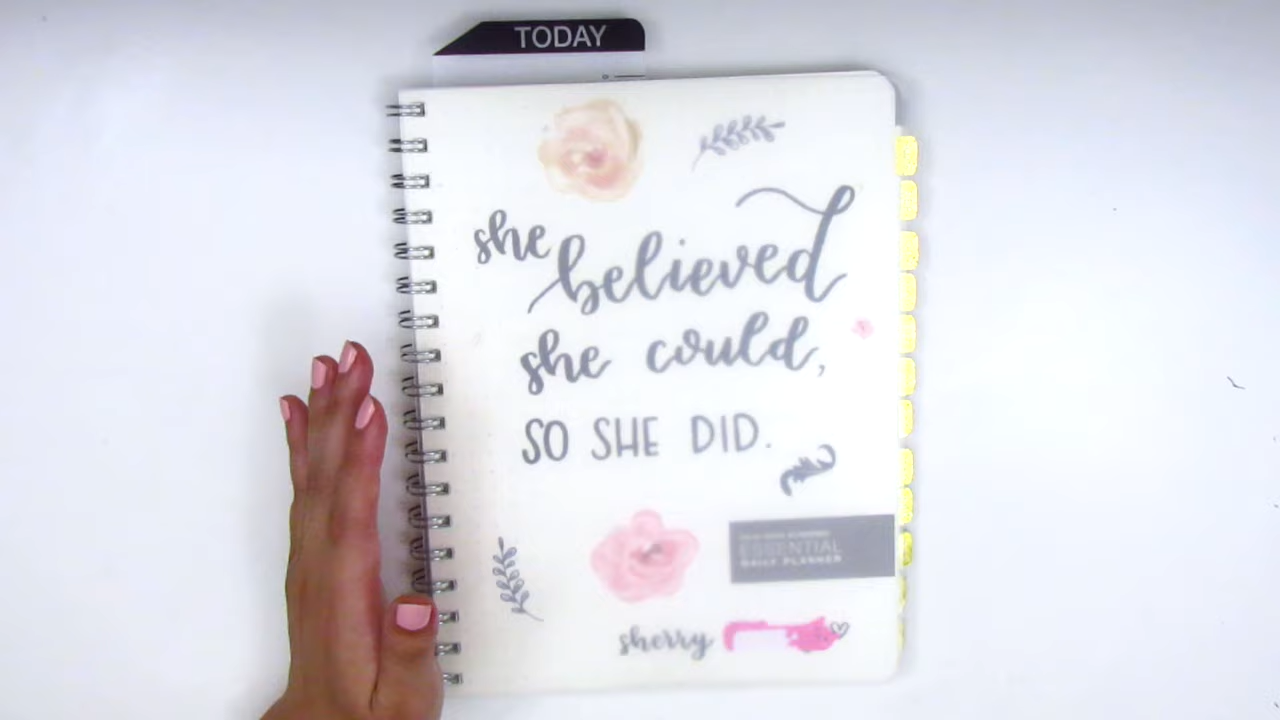 TODAY
she believed
she could,
SO SHE DID.
ESSENTIAL
DAILY PLANNER
sherry